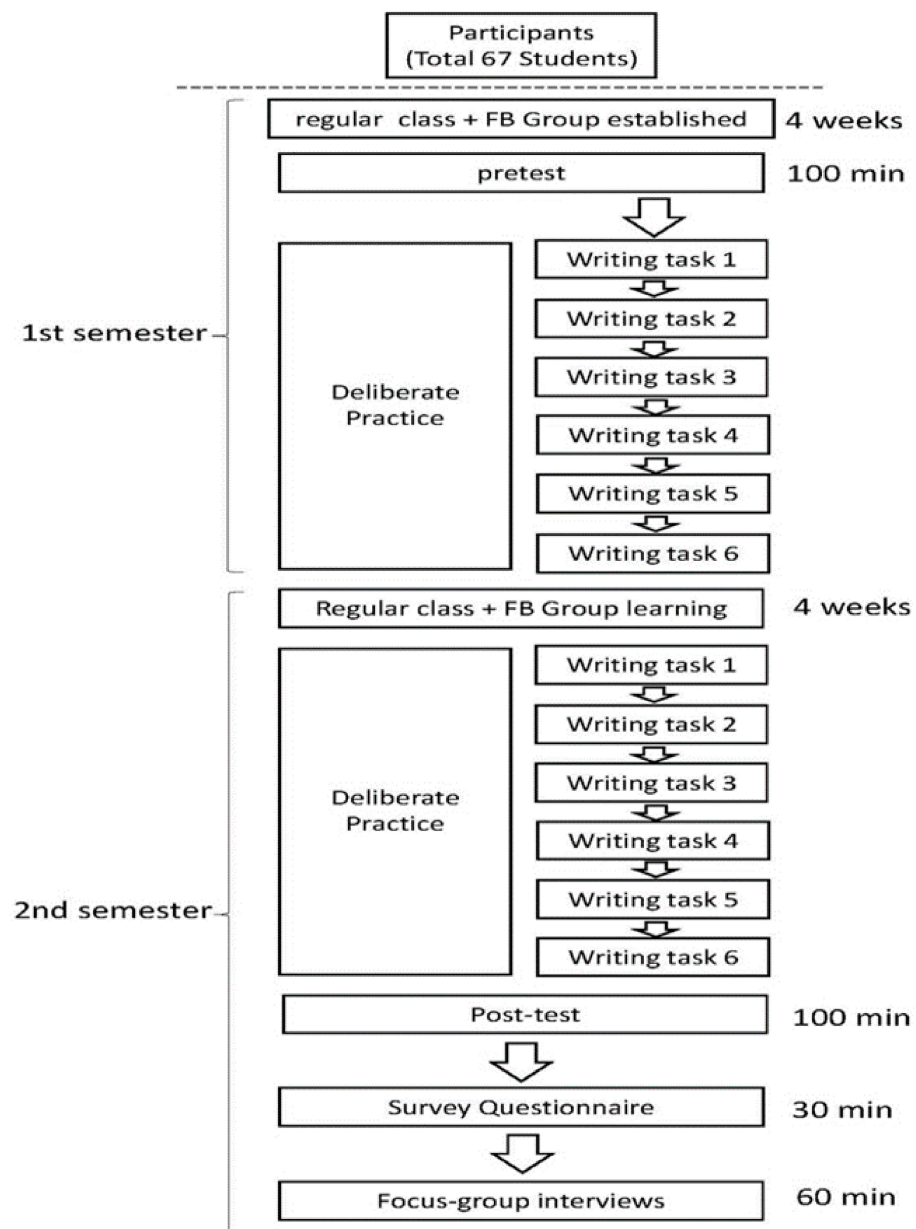 Participants
(Total 67 Students)
regular class + FB Group established
4 weeks
pretest
100 min
1st semester
Deliberate
Practice
Writing task 1
Writing task 2
Writing task 3
Writing task 4
Writing task 5
Writing task 6
Regular class + FB Group learning
4 weeks
2nd semester
Deliberate
Practice
Writing task 1
Writing task 2
Writing task 3
Writing task 4
Writing task 5
Writing task 6
Post-test
100 min
Survey Questionnaire
30 min
Focus-group interviews
60 min